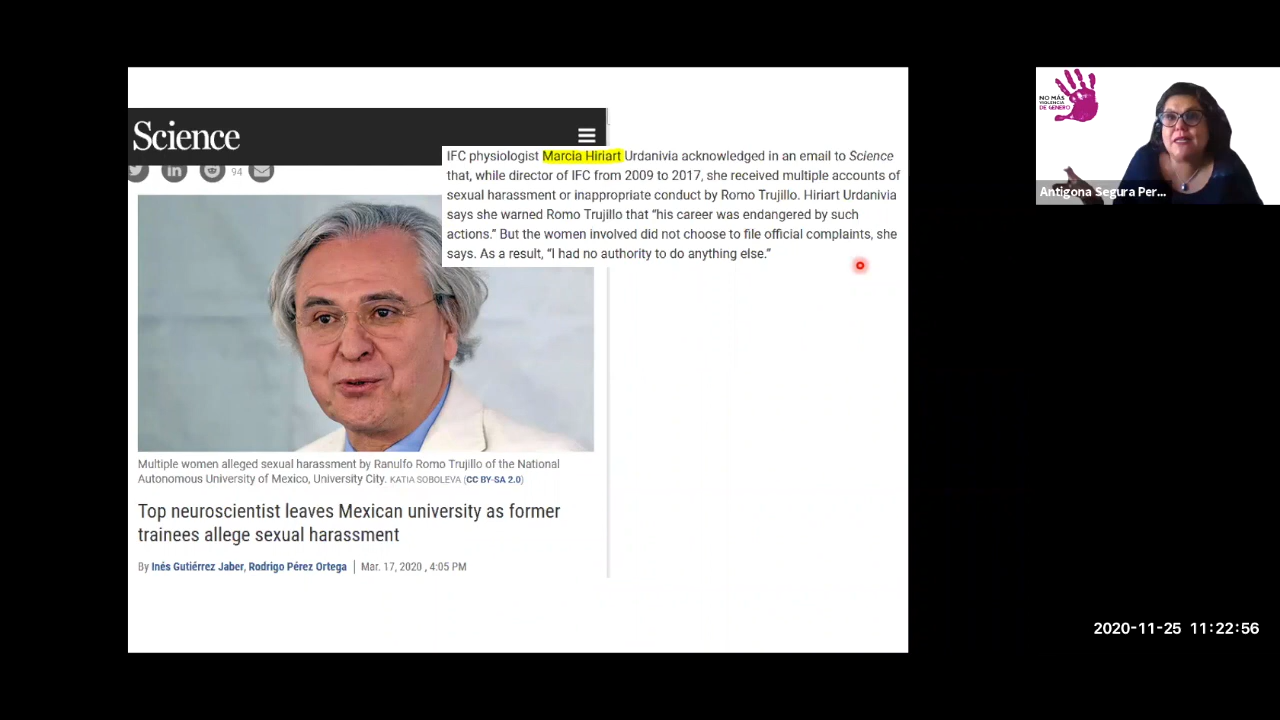 Science
94
IFC physiologist Marcia Hiriart Urdanivia acknowledged in an email to Science
that, while director of IFC from 2009 to 2017, she received multiple accounts of
sexual harassment or inappropriate conduct by Romo Trujillo. Hiriart Urdanivia
says she warned Romo Trujillo that “his career was endangered by such
actions.” But the women involved did not choose to file official complaints, she
says. As a result, “I had no authority to do anything else.”
Multiple women alleged sexual harassment by Ranulfo Romo Trujillo of the National
Autonomous University of Mexico, University City. KATIA SOBOLEVA (CC BY-SA 2.0)
Top neuroscientist leaves Mexican university as former
trainees allege sexual harassment
By Inés Gutiérrez Jaber, Rodrigo Pérez Ortega | Mar. 17, 2020 , 4:05 PM
NO MÁS
VIOLENCIA
DE GÉNERO
Antígona Segura Per...
2020-11-25 11:22:56